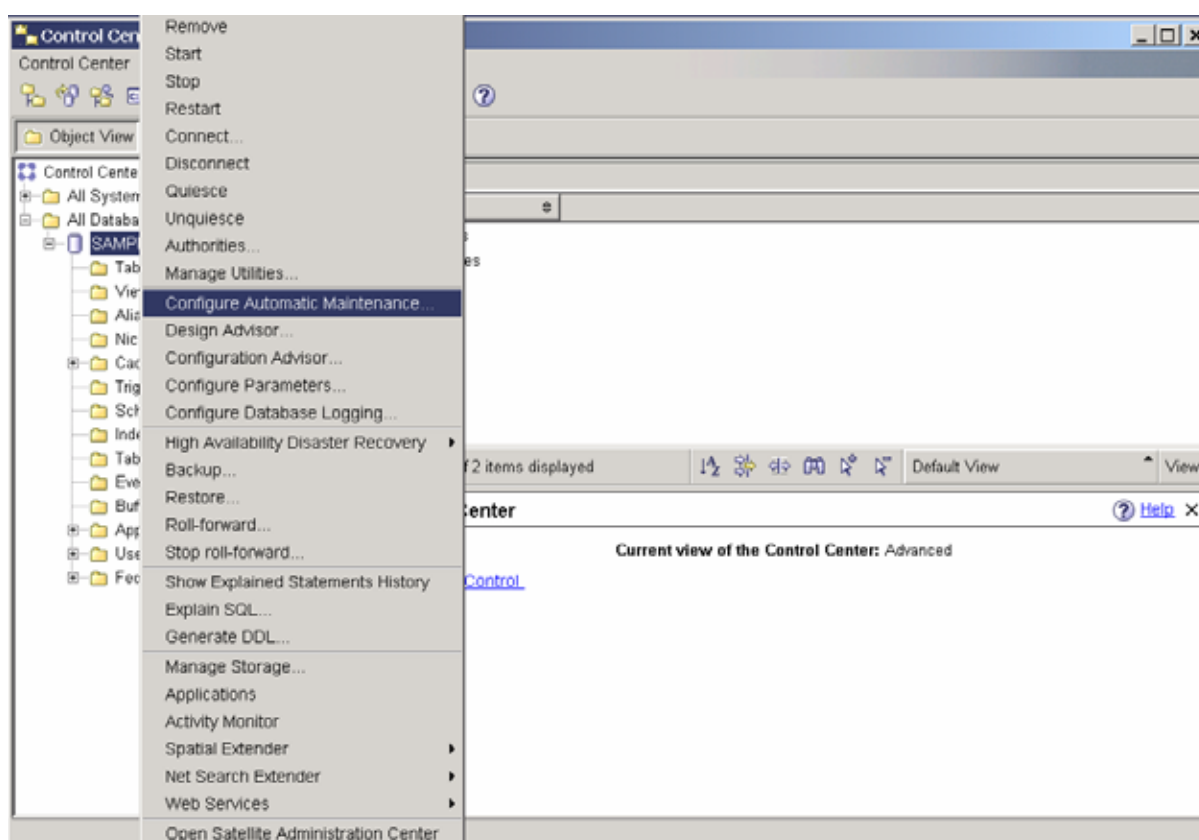 Control Cen
Control Center
Object View
Control Cente
All System
All Databa
SAMPL
Tab
Vie
Alia
Nic
Cac
Trig
Sch
Inde
Tab
Eve
Buf
App
Use
Fed
Remove
Start
Stop
Restart
Connect...
Disconnect
Quiesce
Unquiesce
Authorities...
Manage Utilities...
Configure Automatic Maintenance...
Design Advisor...
Configuration Advisor...
Configure Parameters...
Configure Database Logging...
High Availability Disaster Recovery
Backup...
Restore...
Roll-forward...
Stop roll-forward...
Show Explained Statements History
Explain SQL...
Generate DDL...
Manage Storage...
Applications
Activity Monitor
Spatial Extender
Net Search Extender
Web Services
Open Satellite Administration Center
s
es
f 2 items displayed
Default View
View
Center
Help
Current view of the Control Center: Advanced
Control